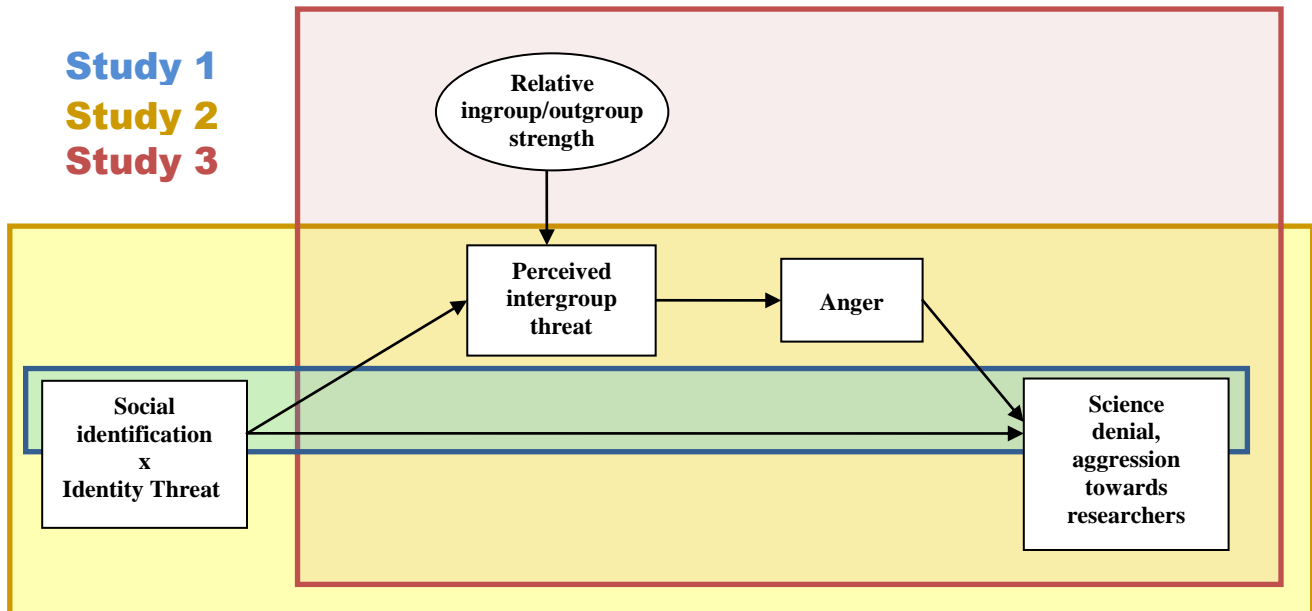 Study 1
Study 2
Study 3
Relative
ingroup/outgroup
strength
Perceived
intergroup
threat
Anger
Social
identification
x
Identity Threat
Science
denial,
aggression
towards
researchers